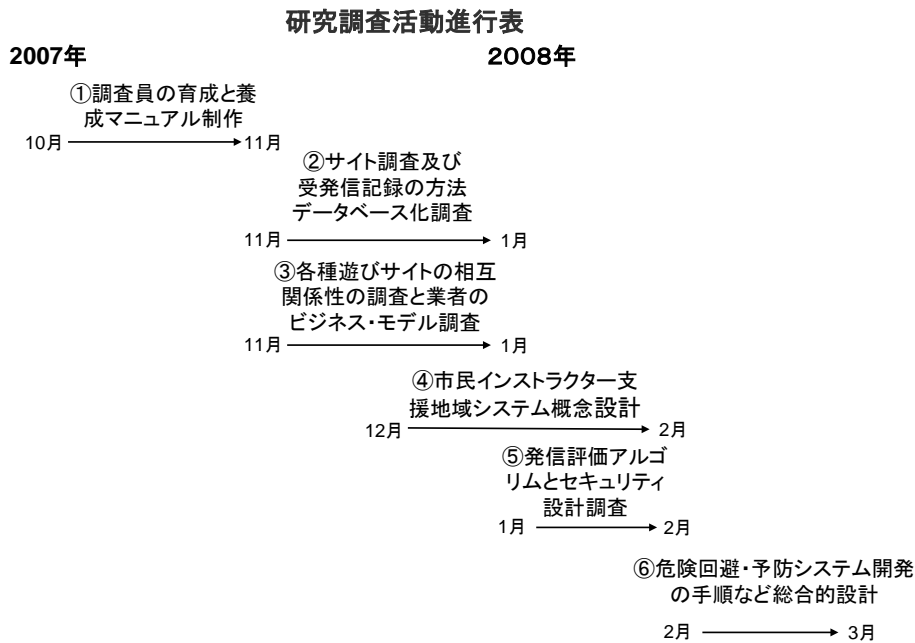 研究調査活動進行表
2007年
2008年
①調査員の育成と養
成マニュアル制作
10月
11月
②サイト調査及び
受発信記録の方法
データベース化調査
11月
1月
③各種遊びサイトの相互
関係性の調査と業者の
ビジネス・モデル調査
11月
1月
④市民インストラクター支
援地域システム概念設計
12月
2月
⑤発信評価アルゴ
リムとセキュリティ
設計調査
1月
2月
⑥危険回避・予防システム開発
の手順など総合的設計
2月
3月